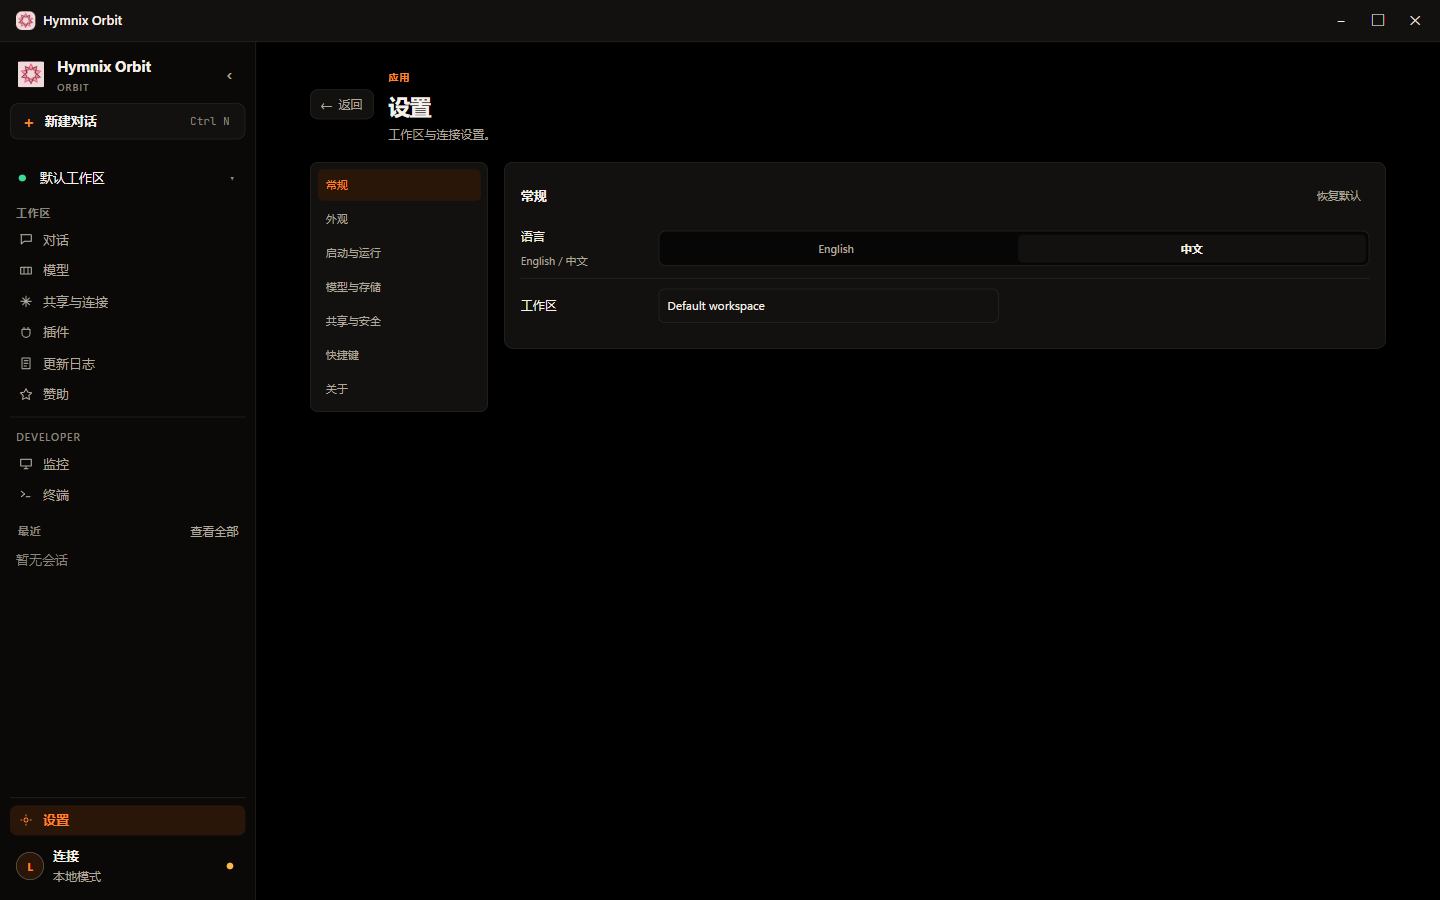 Hymnix Orbit
Hymnix Orbit
ORBIT
+ 新建对话 Ctrl N
默认工作区
工作区
对话
模型
共享与连接
插件
更新日志
赞助
DEVELOPER
监控
终端
最近 查看全部
暂无会话
设置
L
连接
本地模式
应用
← 返回
设置
工作区与连接设置。
常规
外观
启动与运行
模型与存储
共享与安全
快捷键
关于
常规 恢复默认
语言
English / 中文
English 中文
工作区 Default workspace